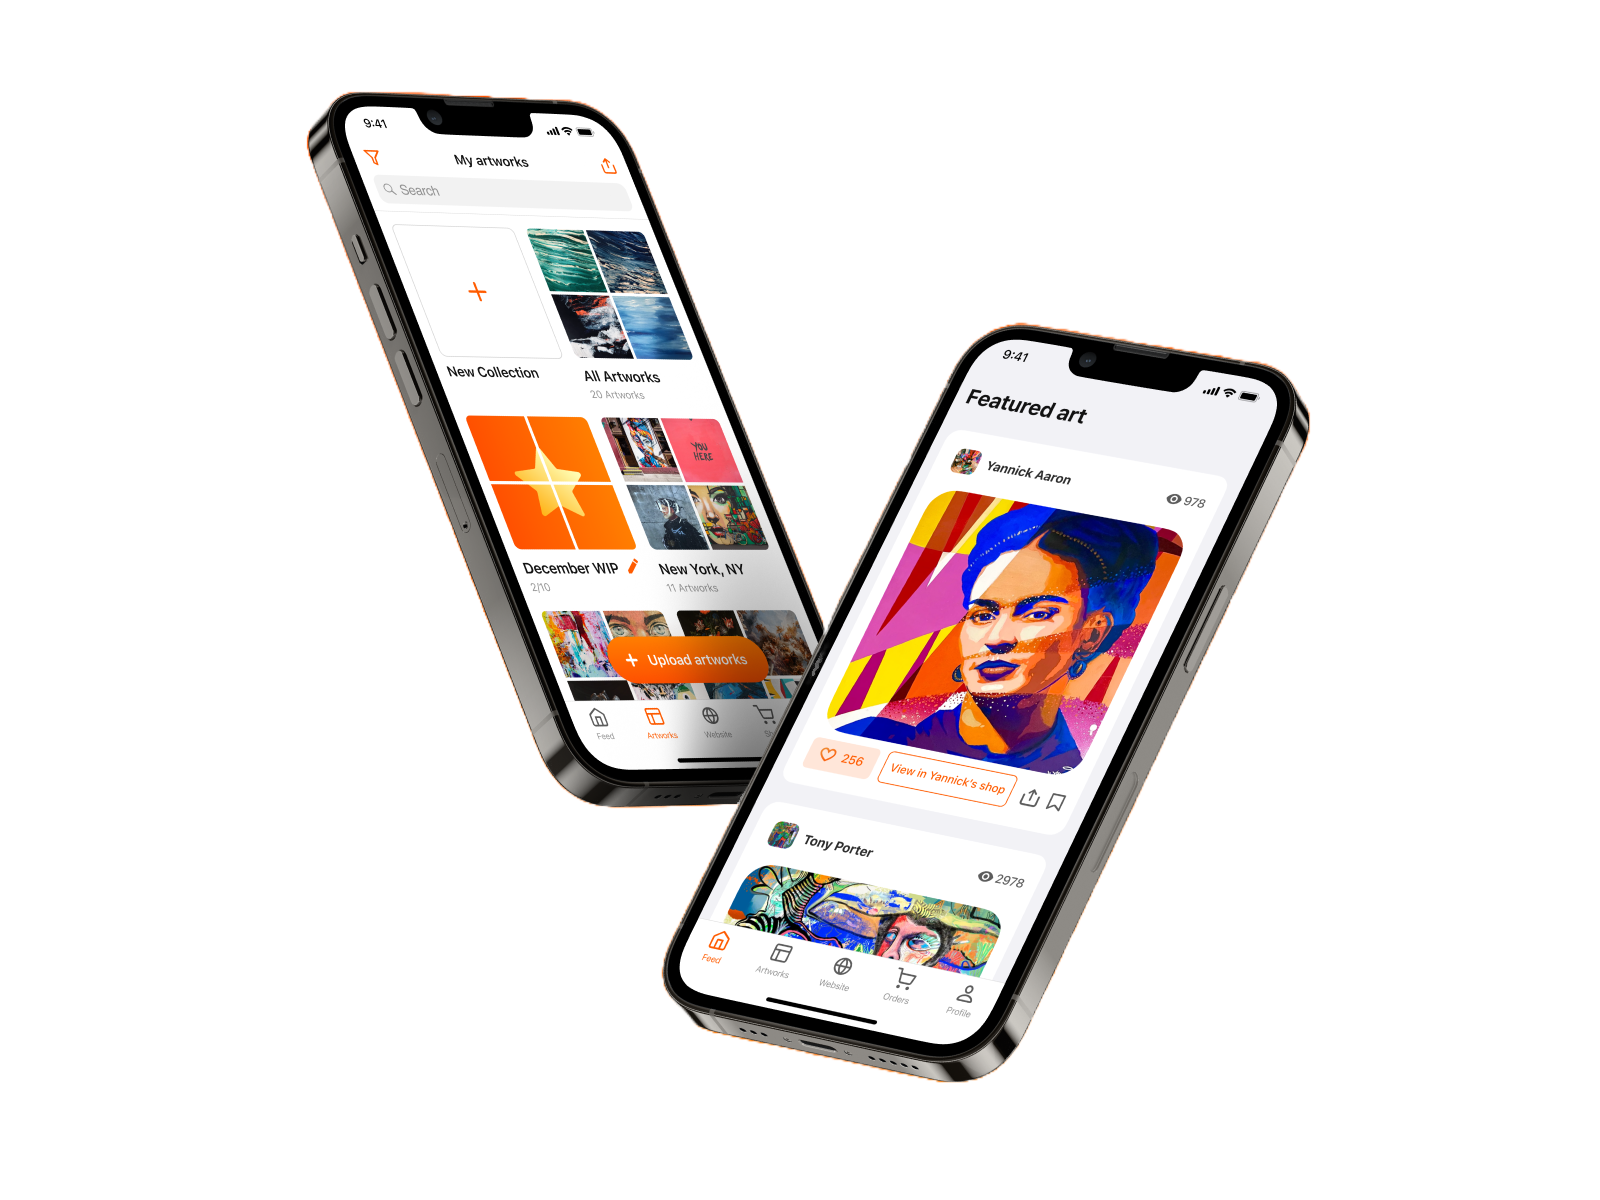 9:41
My artworks
Search
New Collection
All Artworks
20 Artworks
YOU
HERE
December WIP
2/10
New York, NY
11 Artworks
+ Upload artworks
Feed
Artworks
Website
9:41
Featured art
Yannick Aaron
978
256
View in Yannick's shop
Tony Porter
2978
Feed
Artworks
Website
Orders
Profile